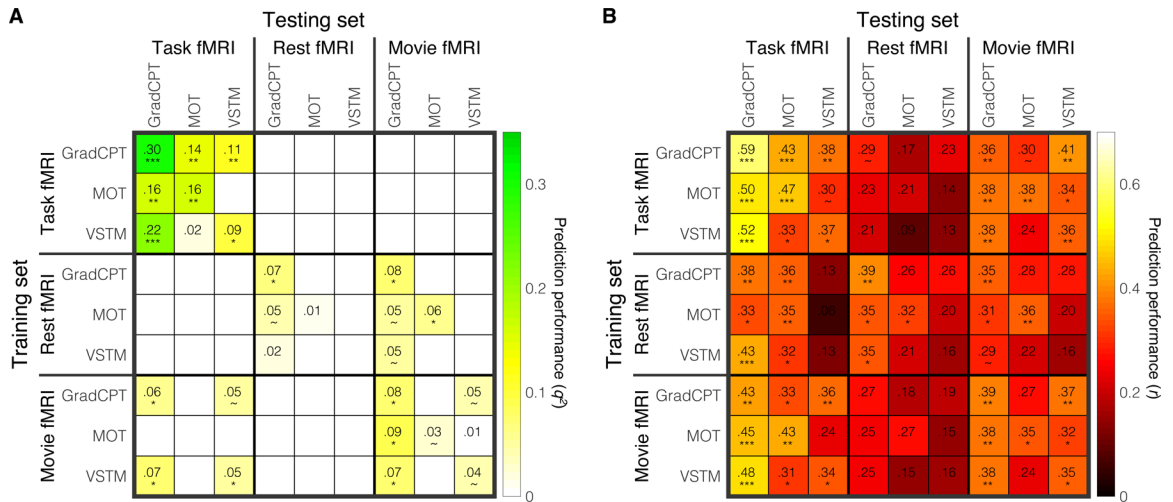 A
Testing set
Task fMRI Rest fMRI Movie fMRI
GradCPT MOT VSTM GradCPT MOT VSTM GradCPT MOT VSTM
Training set
Task fMRI
GradCPT .30 .14 .11
*** ** **
MOT .16 .16
** **
VSTM .22 .02 .09
*** *
Rest fMRI
GradCPT .07 .08
* *
MOT .05 .01 .05 .06
~ ~ *
VSTM .02 .05
~
Movie fMRI
GradCPT .06 .05 .08 .05
* ~ * ~
MOT .09 .03 .01
* ~
VSTM .07 .05 .07 .04
* * * ~
0.3
0.2
0.1
0
Prediction performance (q²)
B
Testing set
Task fMRI Rest fMRI Movie fMRI
GradCPT MOT VSTM GradCPT MOT VSTM GradCPT MOT VSTM
Training set
Task fMRI
GradCPT .59 .43 .38 .29 .17 .23 .36 .30 .41
*** *** ** ~ ** ~ **
MOT .50 .47 .30 .23 .21 .14 .38 .38 .34
*** *** ~ ** ** *
VSTM .52 .33 .37 .21 .09 .13 .38 .24 .36
*** * * ** **
Rest fMRI
GradCPT .38 .36 .13 .39 .26 .26 .35 .28 .28
** ** ** **
MOT .33 .35 .06 .35 .32 .20 .31 .36 .20
* ** * * * **
VSTM .43 .32 .13 .35 .21 .16 .29 .22 .16
*** * * ~
Movie fMRI
GradCPT .43 .33 .36 .27 .18 .19 .39 .27 .37
** * ** ** **
MOT .45 .43 .24 .25 .27 .15 .38 .35 .32
*** ** ** * *
VSTM .48 .31 .34 .25 .15 .16 .38 .24 .35
*** * * ** *
0.6
0.4
0.2
0
Prediction performance (r)